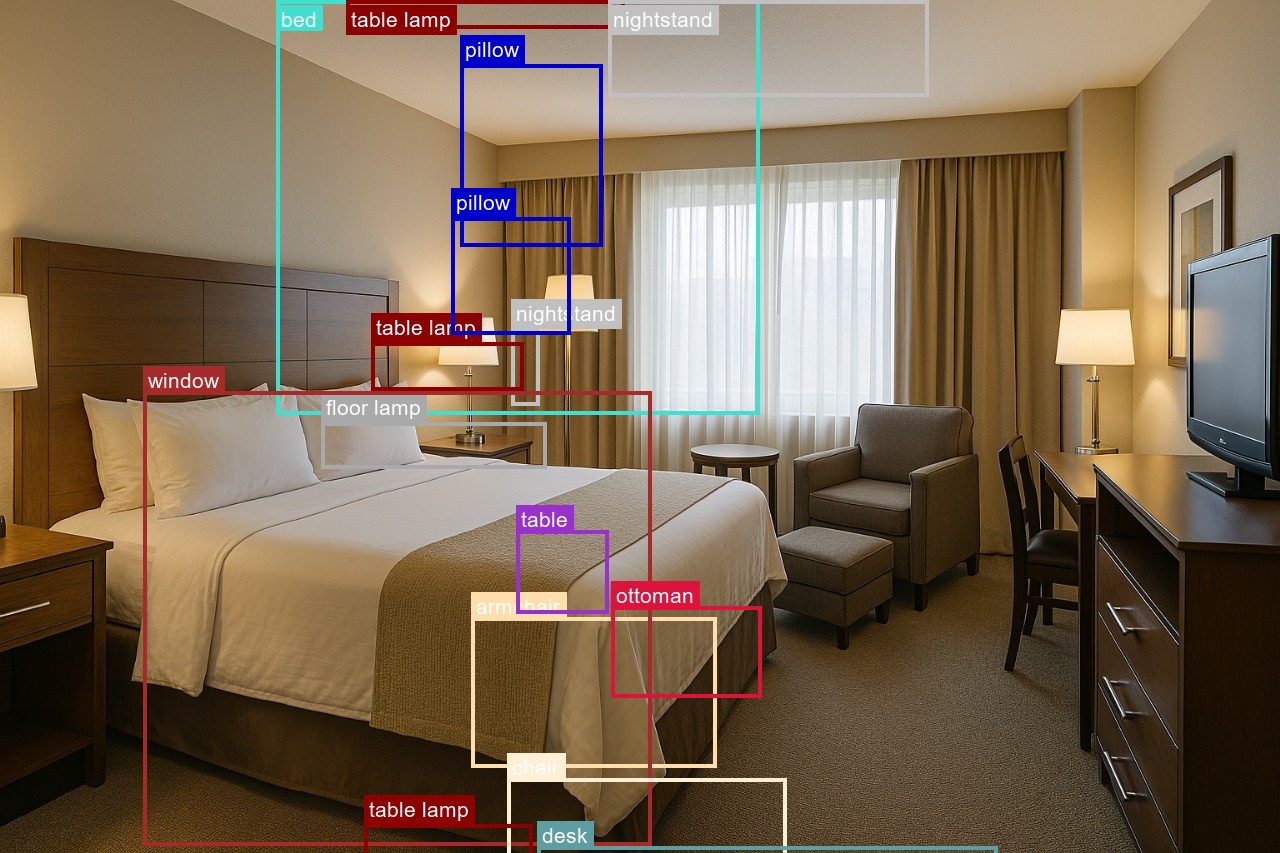 bed
table lamp
nightstand
pillow
pillow
nightstand
table lamp
window
floor lamp
table
ottoman
armchair
chair
table lamp
desk